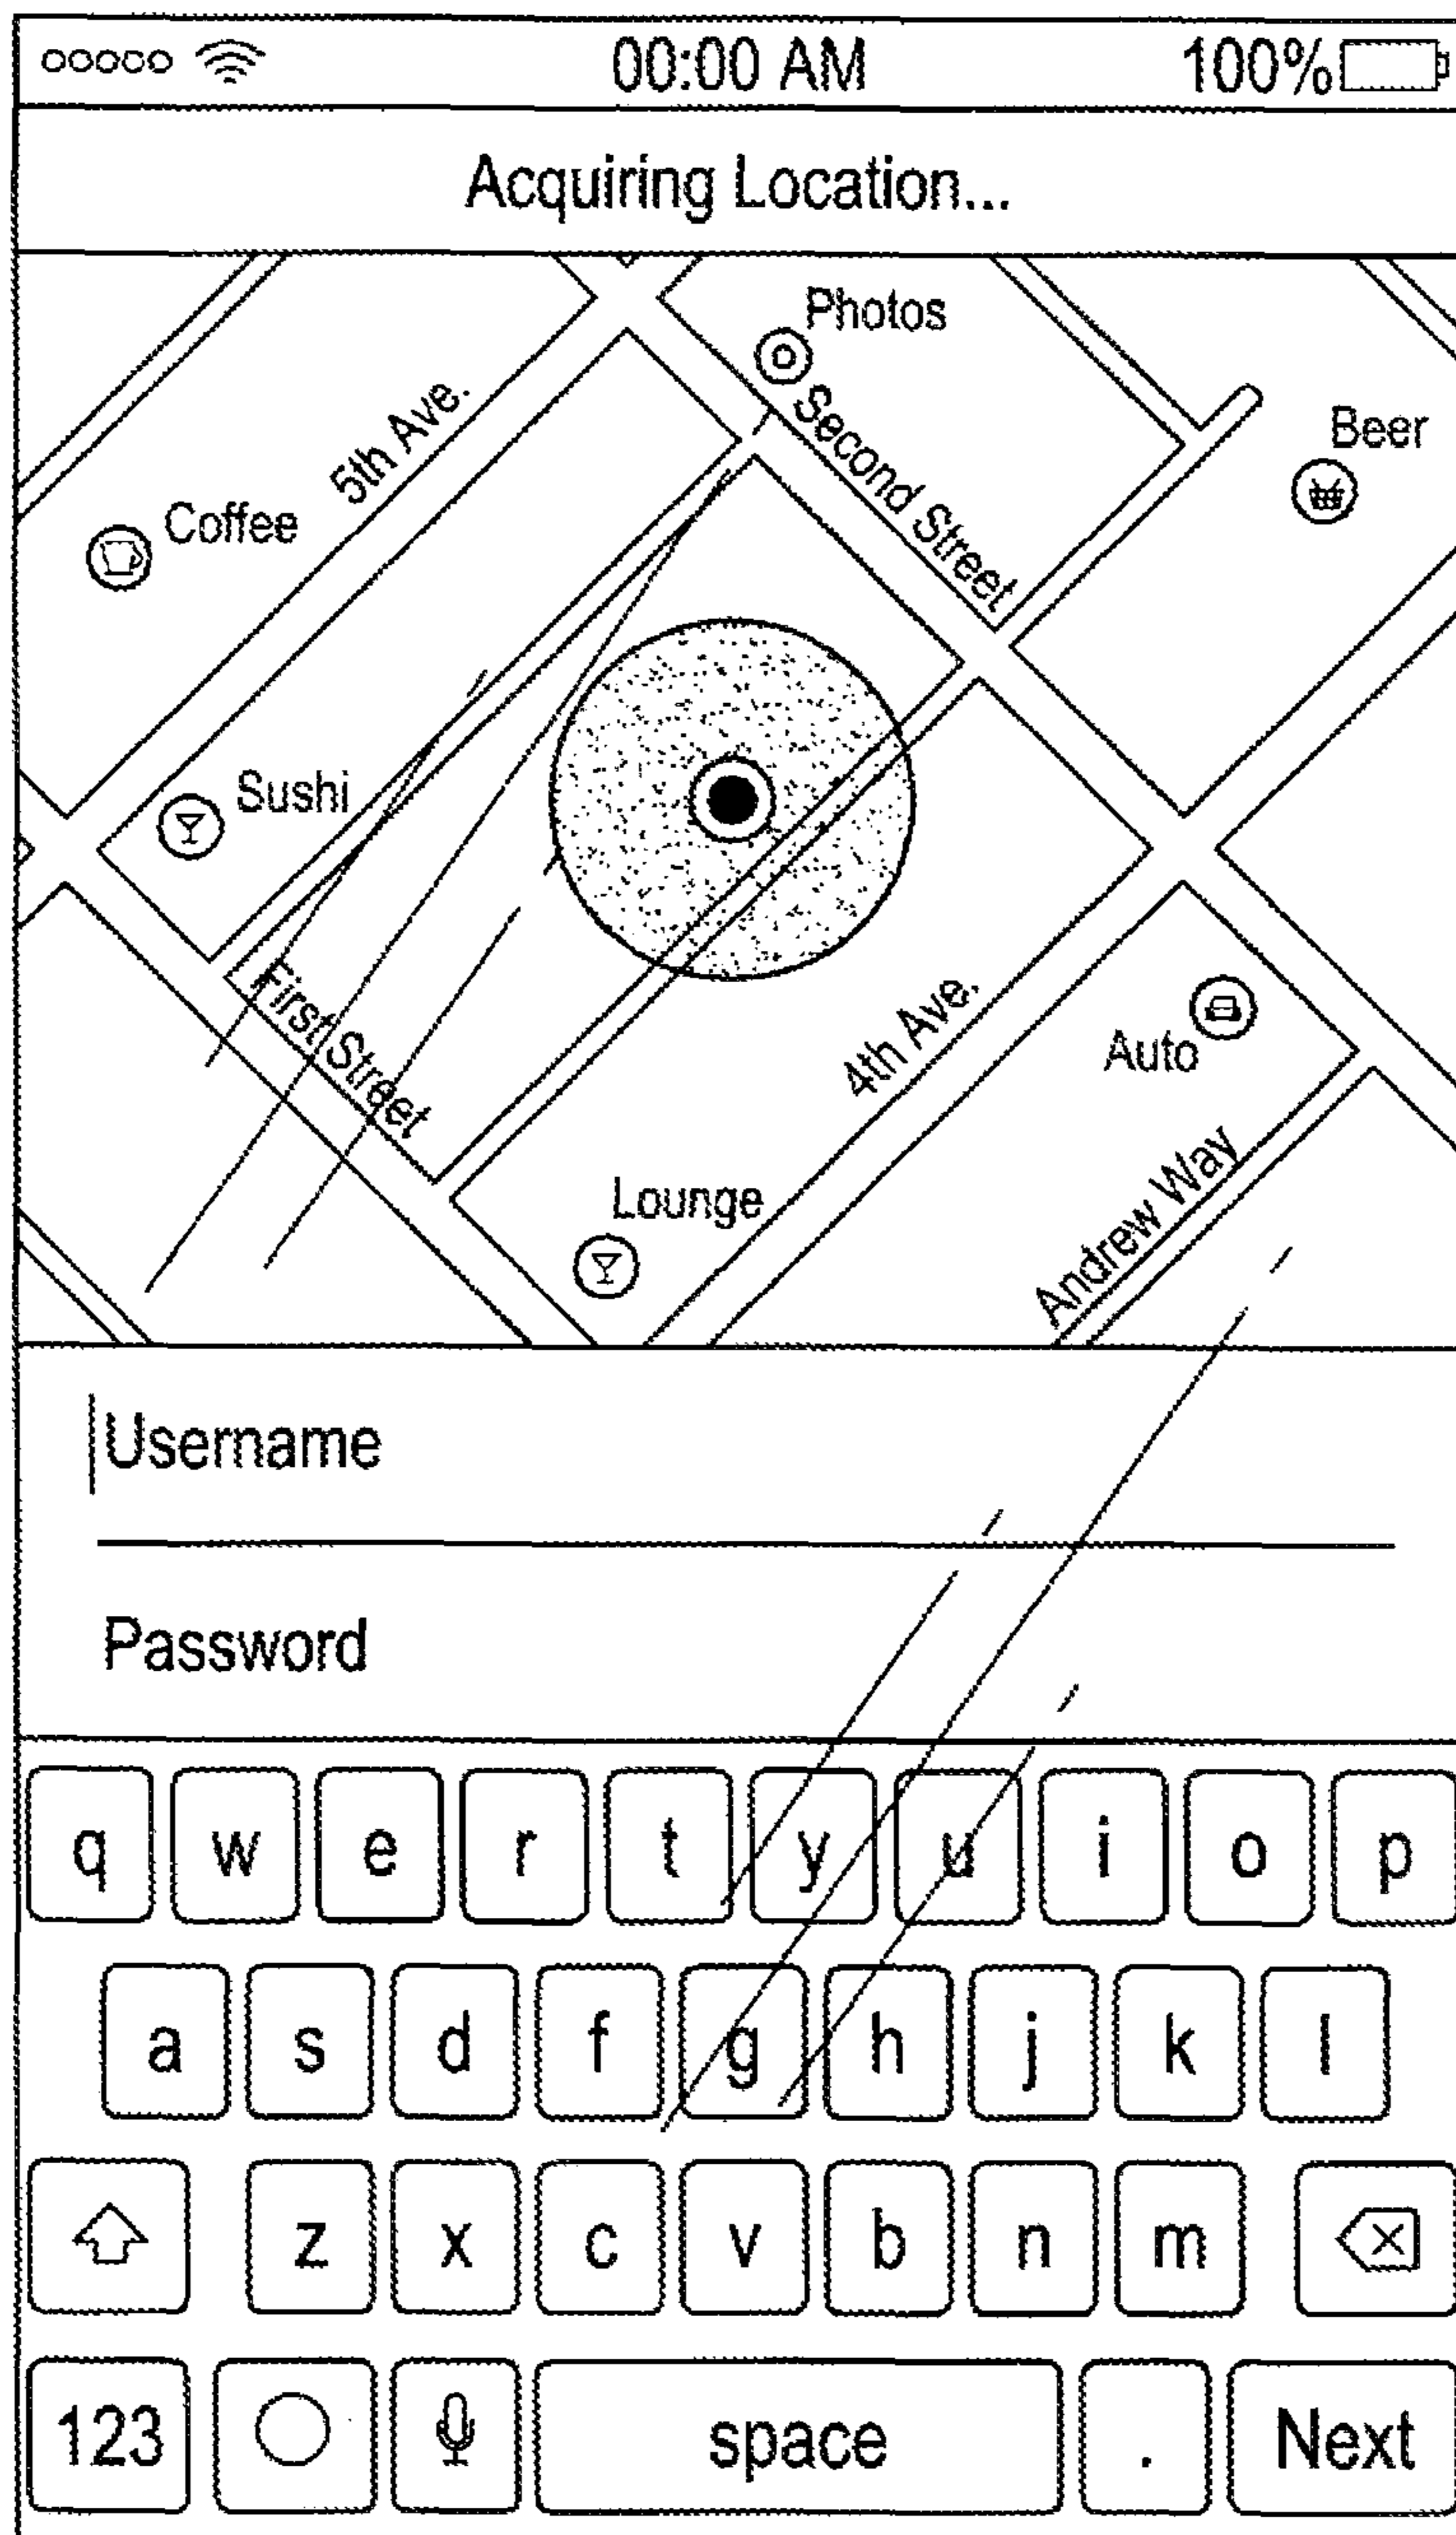 00:00 AM 100%
Acquiring Location...
Photos
5th Ave.
Second Street
Beer
Coffee
Sushi
First Street
4th Ave.
Auto
Lounge
Andrew Way
Username
Password
q w e r t y u i o p
a s d f g h j k l
z x c v b n m
123 space . Next